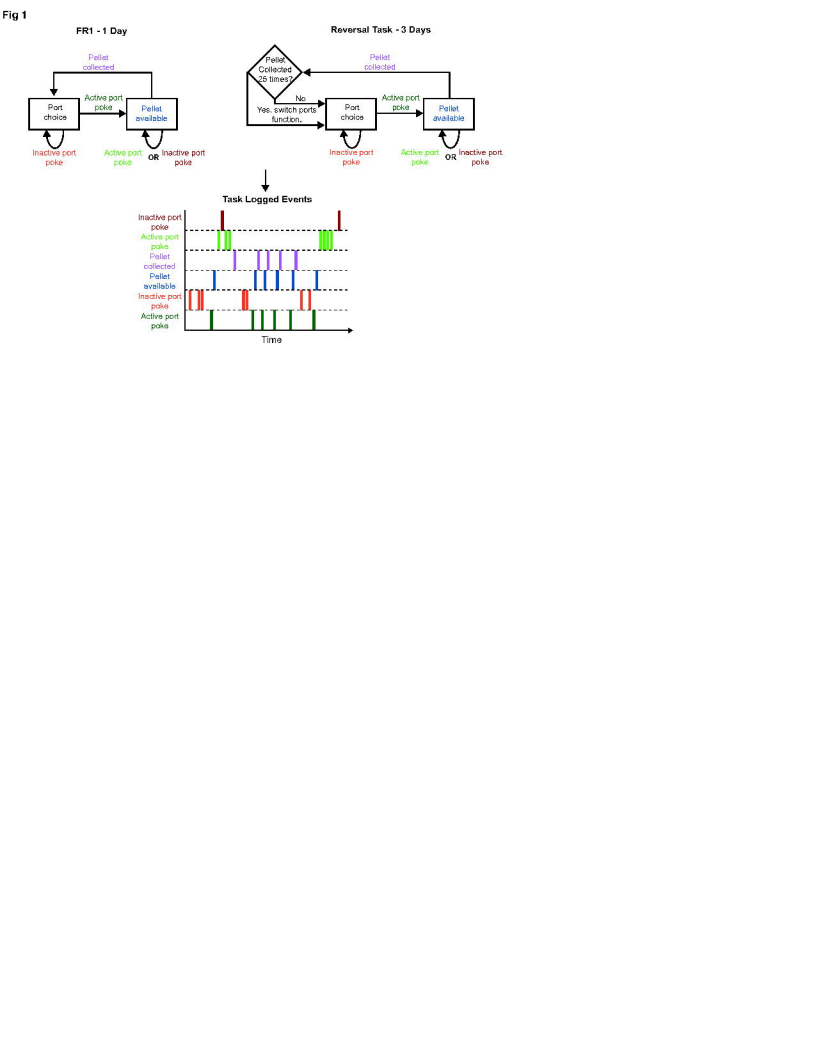 Fig 1
FR1 - 1 Day
Pellet
collected
Port
choice
Active port
poke
Pellet
available
Inactive port
poke
Active port
poke
OR
Inactive port
poke
Reversal Task - 3 Days
Pellet
Collected
25 times?
Pellet
collected
No
Yes. switch ports
function.
Port
choice
Active port
poke
Pellet
available
Inactive port
poke
Active port
poke
OR
Inactive port
poke
Task Logged Events
Inactive port
poke
Active port
poke
Pellet
collected
Pellet
available
Inactive port
poke
Active port
poke
Time